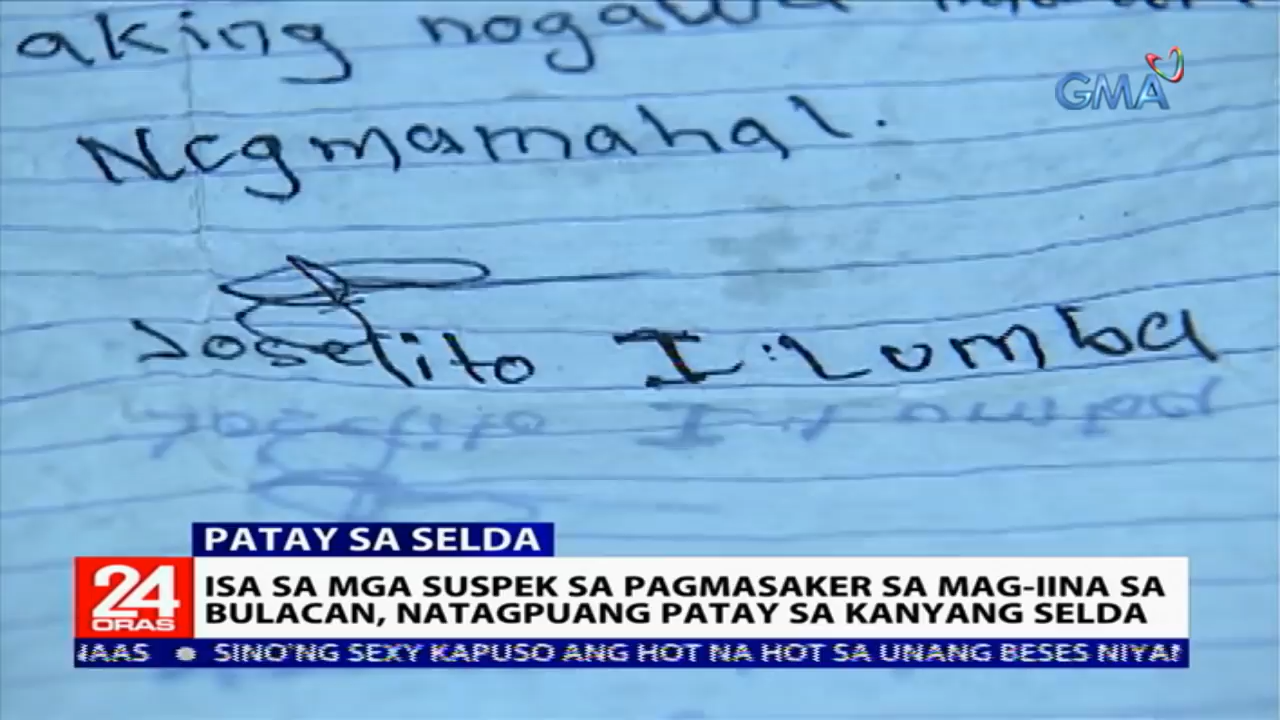 aking nogawa
GMA
Nagmamahal.
Joselito I. Lumba
PATAY SA SELDA
24 ORAS
ISA SA MGA SUSPEK SA PAGMASAKER SA MAG-IINA SA
BULACAN, NATAGPUANG PATAY SA KANYANG SELDA
NAAS • SINO'NG SEXY KAPUSO ANG HOT NA HOT SA UNANG BESES NIYA